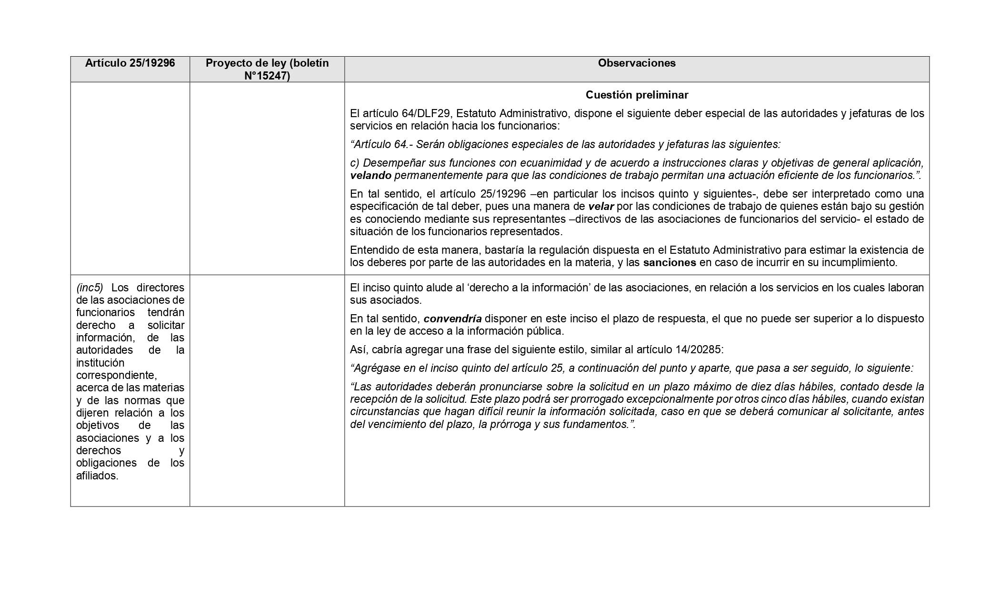 Artículo 25/19296
Proyecto de ley (boletín
N°15247)
Observaciones
Cuestión preliminar
El artículo 64/DLF29, Estatuto Administrativo, dispone el siguiente deber especial de las autoridades y jefaturas de los
servicios en relación hacia los funcionarios:
“Artículo 64.- Serán obligaciones especiales de las autoridades y jefaturas las siguientes:
c) Desempeñar sus funciones con ecuanimidad y de acuerdo a instrucciones claras y objetivas de general aplicación,
velando permanentemente para que las condiciones de trabajo permitan una actuación eficiente de los funcionarios.”.
En tal sentido, el artículo 25/19296 –en particular los incisos quinto y siguientes-, debe ser interpretado como una
especificación de tal deber, pues una manera de velar por las condiciones de trabajo de quienes están bajo su gestión
es conociendo mediante sus representantes –directivos de las asociaciones de funcionarios del servicio- el estado de
situación de los funcionarios representados.
Entendido de esta manera, bastaría la regulación dispuesta en el Estatuto Administrativo para estimar la existencia de
los deberes por parte de las autoridades en la materia, y las sanciones en caso de incurrir en su incumplimiento.
(inc5) Los directores
de las asociaciones de
funcionarios tendrán
derecho a solicitar
información, de las
autoridades de la
institución
correspondiente,
acerca de las materias
y de las normas que
dijeren relación a los
objetivos de las
asociaciones y a los
derechos y
obligaciones de los
afiliados.
El inciso quinto alude al ‘derecho a la información’ de las asociaciones, en relación a los servicios en los cuales laboran
sus asociados.
En tal sentido, convendría disponer en este inciso el plazo de respuesta, el que no puede ser superior a lo dispuesto
en la ley de acceso a la información pública.
Así, cabría agregar una frase del siguiente estilo, similar al artículo 14/20285:
“Agrégase en el inciso quinto del artículo 25, a continuación del punto y aparte, que pasa a ser seguido, lo siguiente:
“Las autoridades deberán pronunciarse sobre la solicitud en un plazo máximo de diez días hábiles, contado desde la
recepción de la solicitud. Este plazo podrá ser prorrogado excepcionalmente por otros cinco días hábiles, cuando existan
circunstancias que hagan difícil reunir la información solicitada, caso en que se deberá comunicar al solicitante, antes
del vencimiento del plazo, la prórroga y sus fundamentos.”.